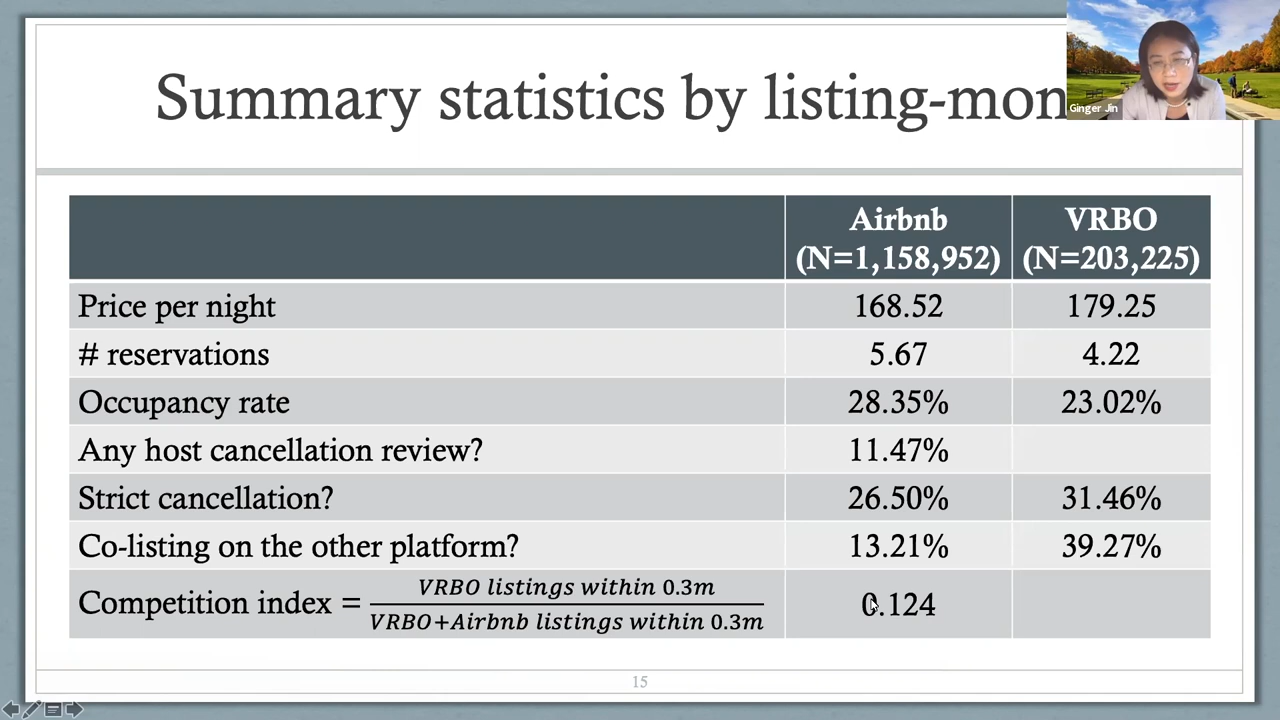 Summary statistics by listing-mon
Ginger Jin
Airbnb VRBO
(N=1,158,952) (N=203,225)
Price per night 168.52 179.25
# reservations 5.67 4.22
Occupancy rate 28.35% 23.02%
Any host cancellation review? 11.47%
Strict cancellation? 26.50% 31.46%
Co-listing on the other platform? 13.21% 39.27%
Competition index = VRBO listings within 0.3m / VRBO+Airbnb listings within 0.3m 0.124
15